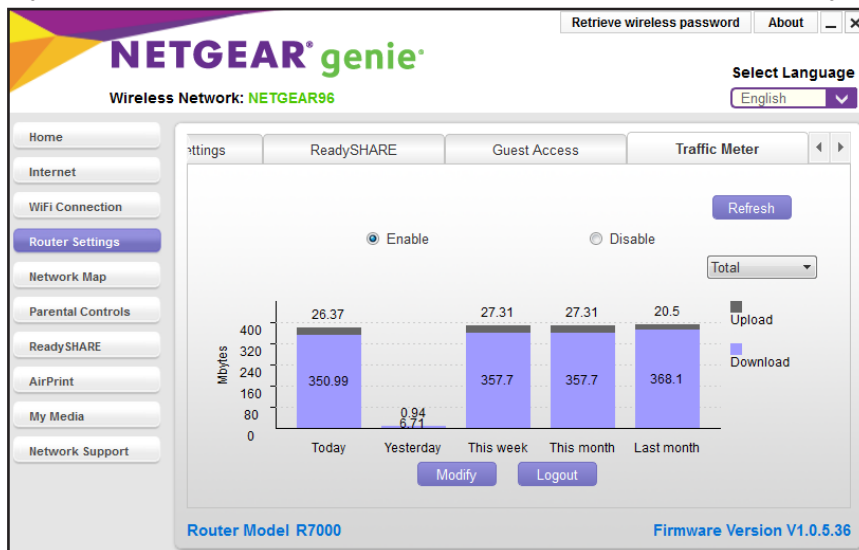 Retrieve wireless password About
NETGEAR® genie®
Select Language
Wireless Network: NETGEAR96
English
Home
Internet
WiFi Connection
Router Settings
Network Map
Parental Controls
ReadySHARE
AirPrint
My Media
Network Support
ettings ReadySHARE Guest Access Traffic Meter
Refresh
Enable Disable
Total
Mbytes
400
320
240
160
80
0
26.37 27.31 27.31 20.5
350.99 357.7 357.7 368.1
0.94
6.71
Upload
Download
Today Yesterday This week This month Last month
Modify Logout
Router Model R7000 Firmware Version V1.0.5.36